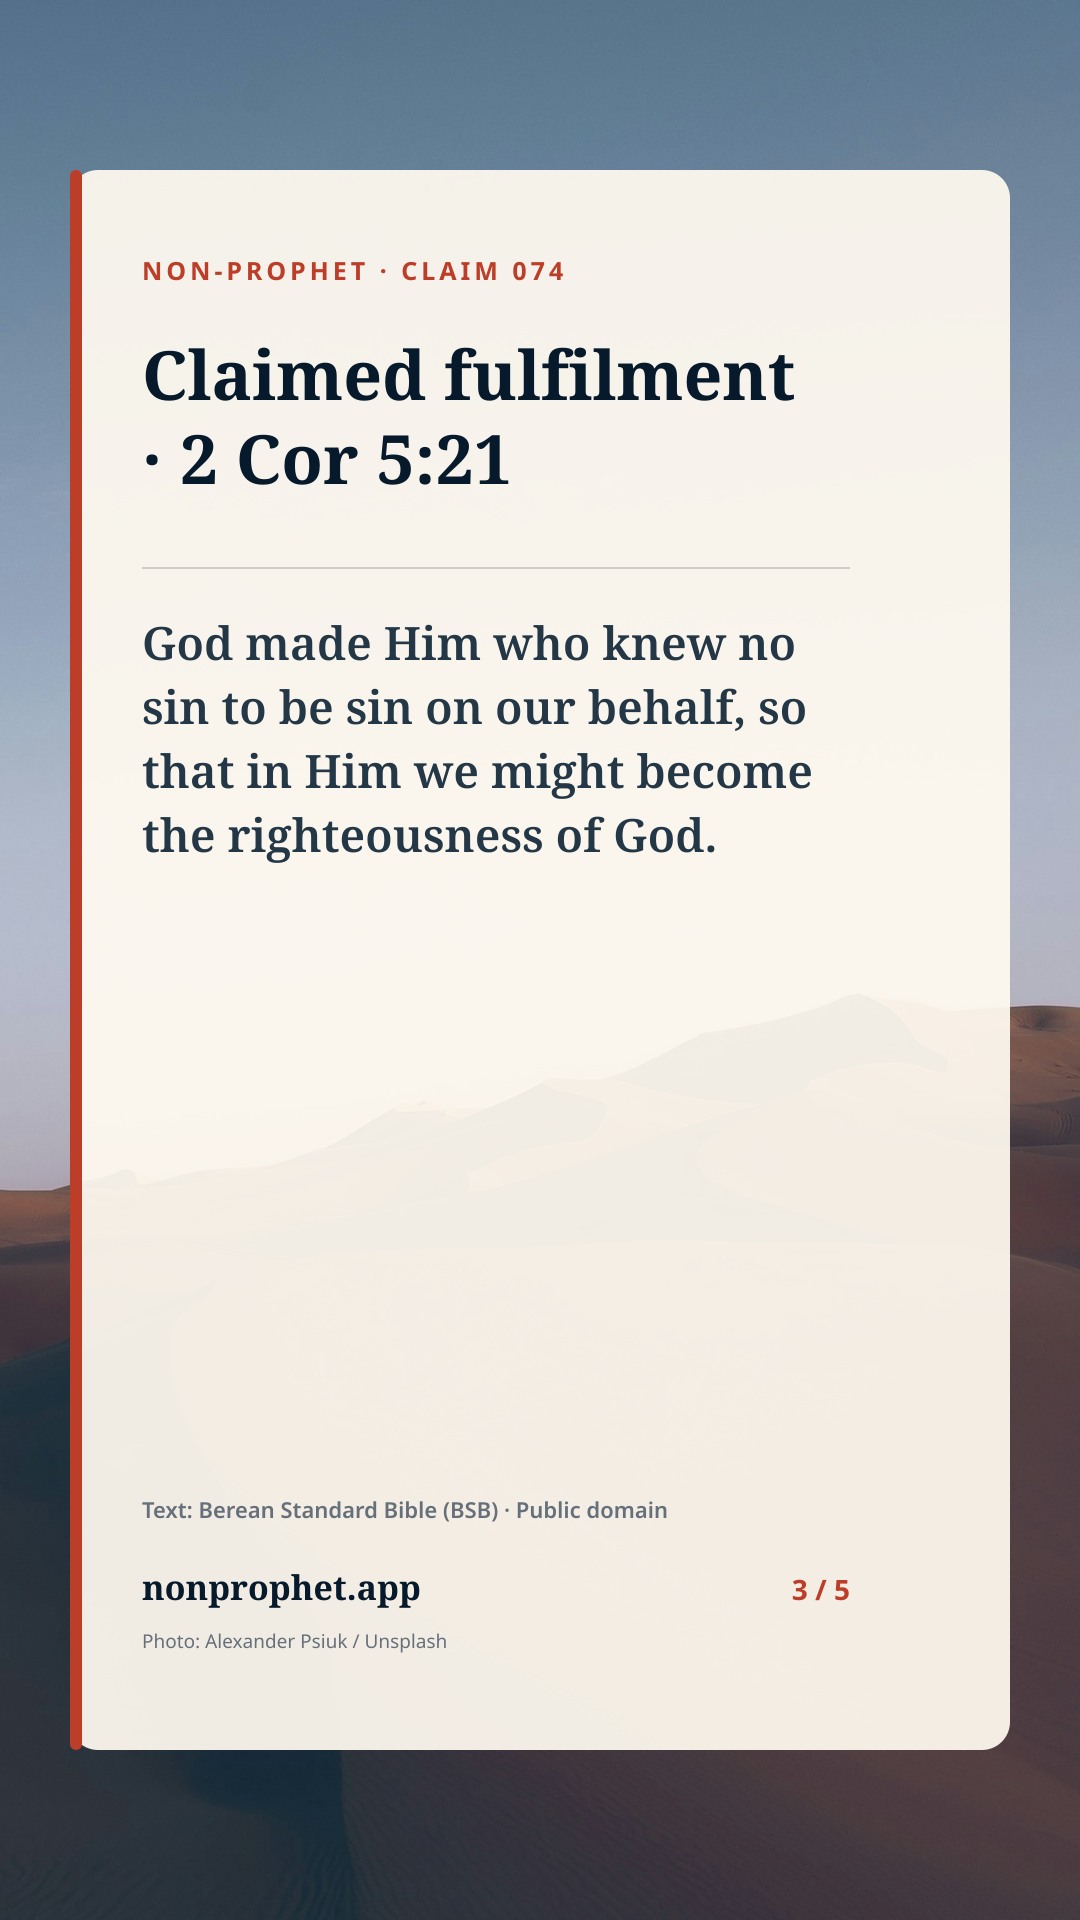 NON-PROPHET · CLAIM 074
Claimed fulfilment
· 2 Cor 5:21
God made Him who knew no
sin to be sin on our behalf, so
that in Him we might become
the righteousness of God.
Text: Berean Standard Bible (BSB) · Public domain
nonprophet.app
3 / 5
Photo: Alexander Psiuk / Unsplash